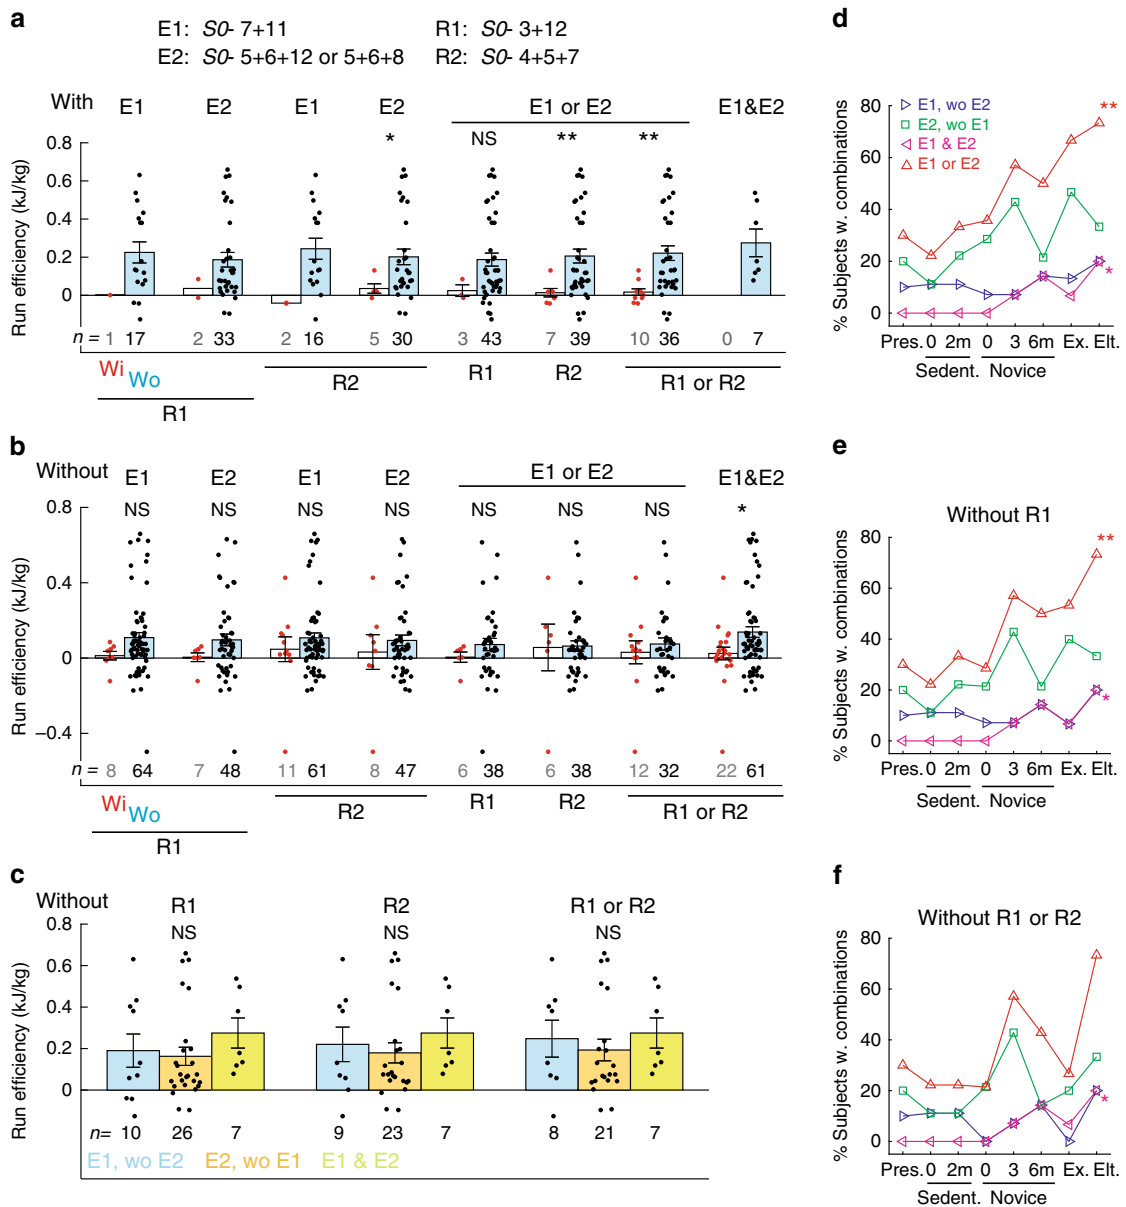 a
E1: S0- 7+11
R1: S0- 3+12
E2: S0- 5+6+12 or 5+6+8
R2: S0- 4+5+7
With E1 E2 E1 E2 E1 or E2 E1&E2
* NS ** **
Run efficiency (kJ/kg)
0.8
0.4
0.2
0
n = 1 17 2 33 2 16 5 30 3 43 7 39 10 36 0 7
Wi Wo
R1 R2 R1 R2 R1 or R2
b
Without E1 E2 E1 E2 E1 or E2 E1&E2
NS NS NS NS NS NS NS *
Run efficiency (kJ/kg)
0.8
0.4
0
−0.4
n = 8 64 7 48 11 61 8 47 6 38 6 38 12 32 22 61
Wi Wo
R1 R2 R1 R2 R1 or R2
c
Without R1 R2 R1 or R2
NS NS NS
Run efficiency (kJ/kg)
0.8
0.6
0.4
0.2
0
n= 10 26 7 9 23 7 8 21 7
E1, wo E2 E2, wo E1 E1 & E2
d
% Subjects w. combinations
80
60
40
20
0
E1, wo E2
E2, wo E1
E1 & E2
E1 or E2
**
*
Pres. 0 2m 0 3 6m Ex. Elt.
Sedent. Novice
e
Without R1
% Subjects w. combinations
80
60
40
20
0
**
*
Pres. 0 2m 0 3 6m Ex. Elt.
Sedent. Novice
f
Without R1 or R2
% Subjects w. combinations
80
60
40
20
0
*
Pres. 0 2m 0 3 6m Ex. Elt.
Sedent. Novice